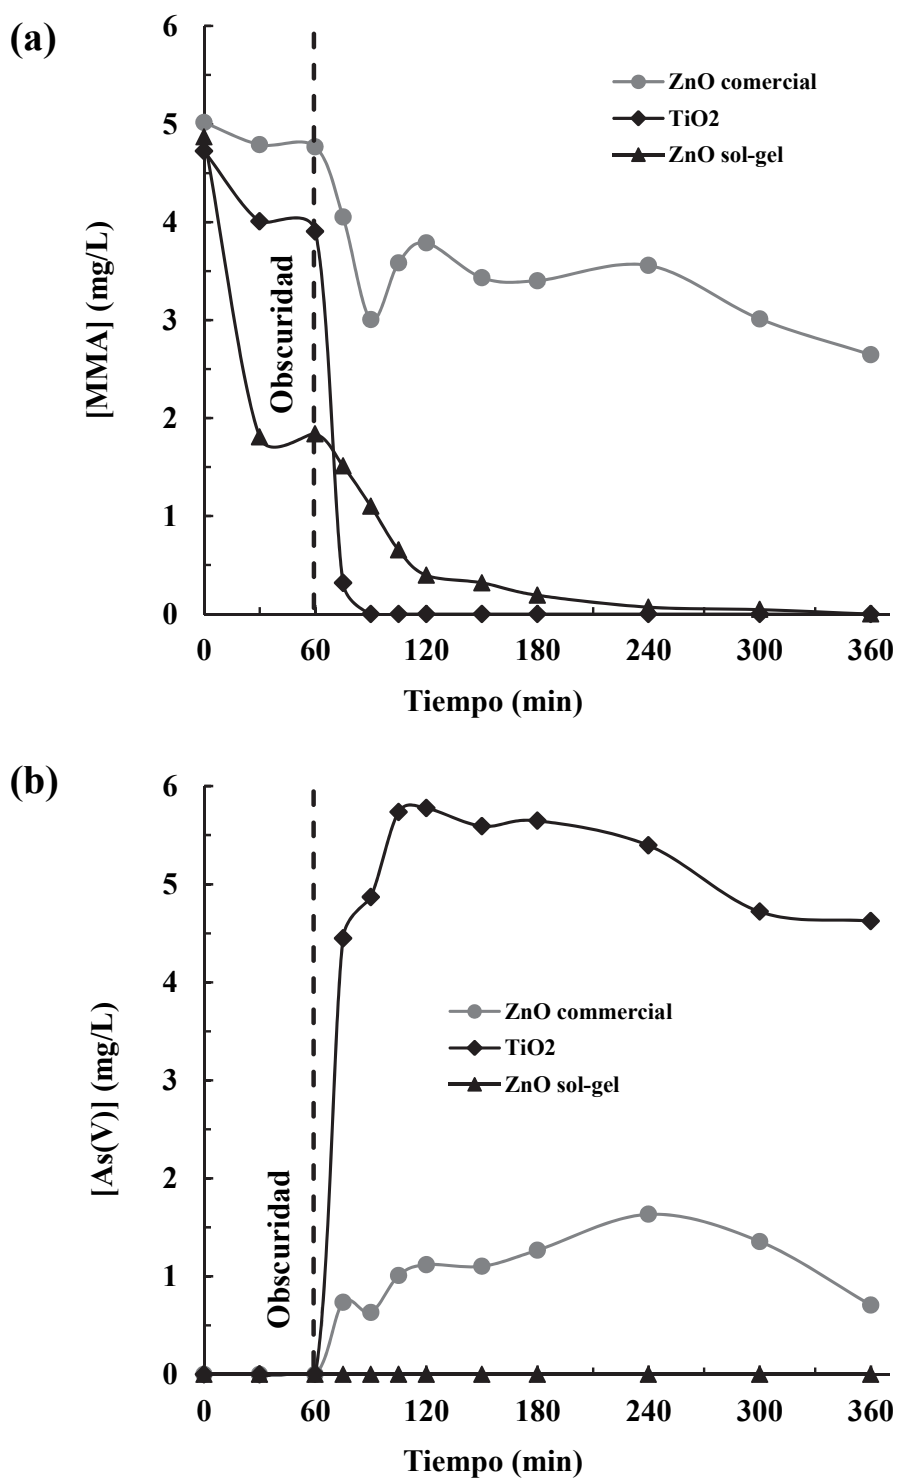 (a)
6
5
4
3
2
1
0
[MMA] (mg/L)
ZnO comercial
TiO2
ZnO sol-gel
Obscuridad
0 60 120 180 240 300 360
Tiempo (min)
(b)
6
5
4
3
2
1
0
[As(V)] (mg/L)
ZnO commercial
TiO2
ZnO sol-gel
Obscuridad
0 60 120 180 240 300 360
Tiempo (min)